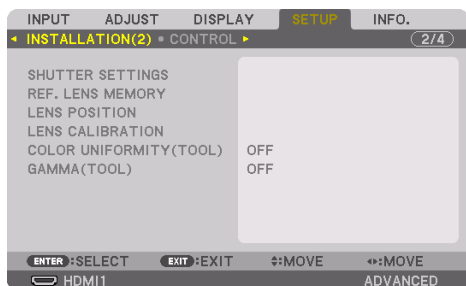 INPUT ADJUST DISPLAY SETUP INFO.
INSTALLATION(2) • CONTROL 2/4
SHUTTER SETTINGS
REF. LENS MEMORY
LENS POSITION
LENS CALIBRATION
COLOR UNIFORMITY(TOOL) OFF
GAMMA(TOOL) OFF
ENTER:SELECT EXIT:EXIT :MOVE :MOVE
HDMI1 ADVANCED